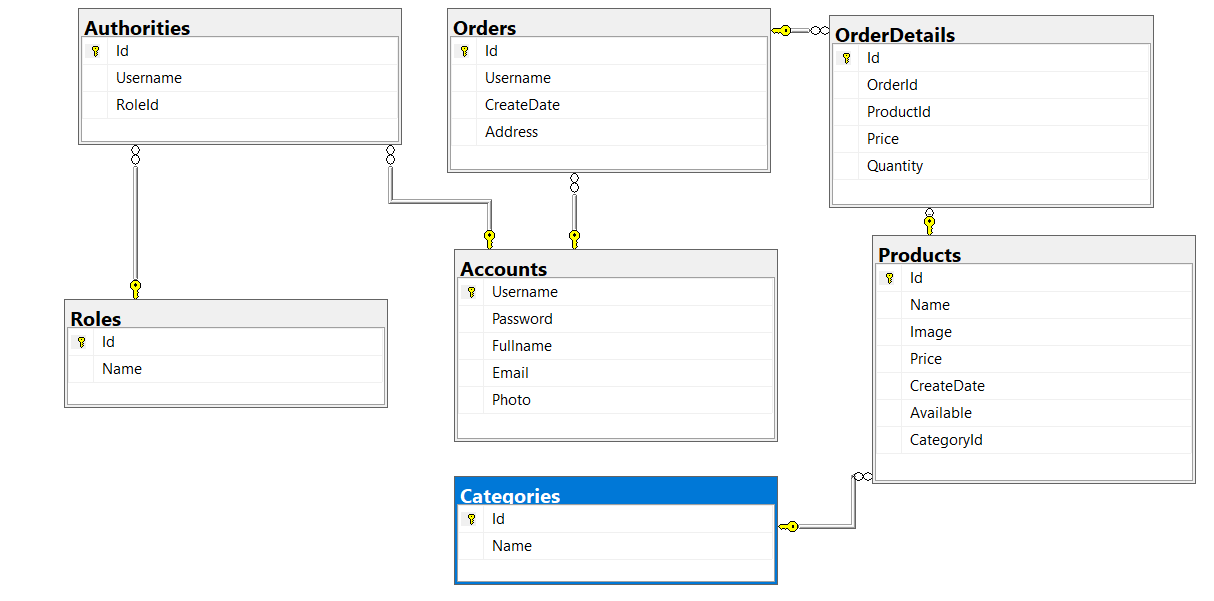 Authorities
Id
Username
RoleId
Orders
Id
Username
CreateDate
Address
OrderDetails
Id
OrderId
ProductId
Price
Quantity
Roles
Id
Name
Accounts
Username
Password
Fullname
Email
Photo
Products
Id
Name
Image
Price
CreateDate
Available
CategoryId
Categories
Id
Name